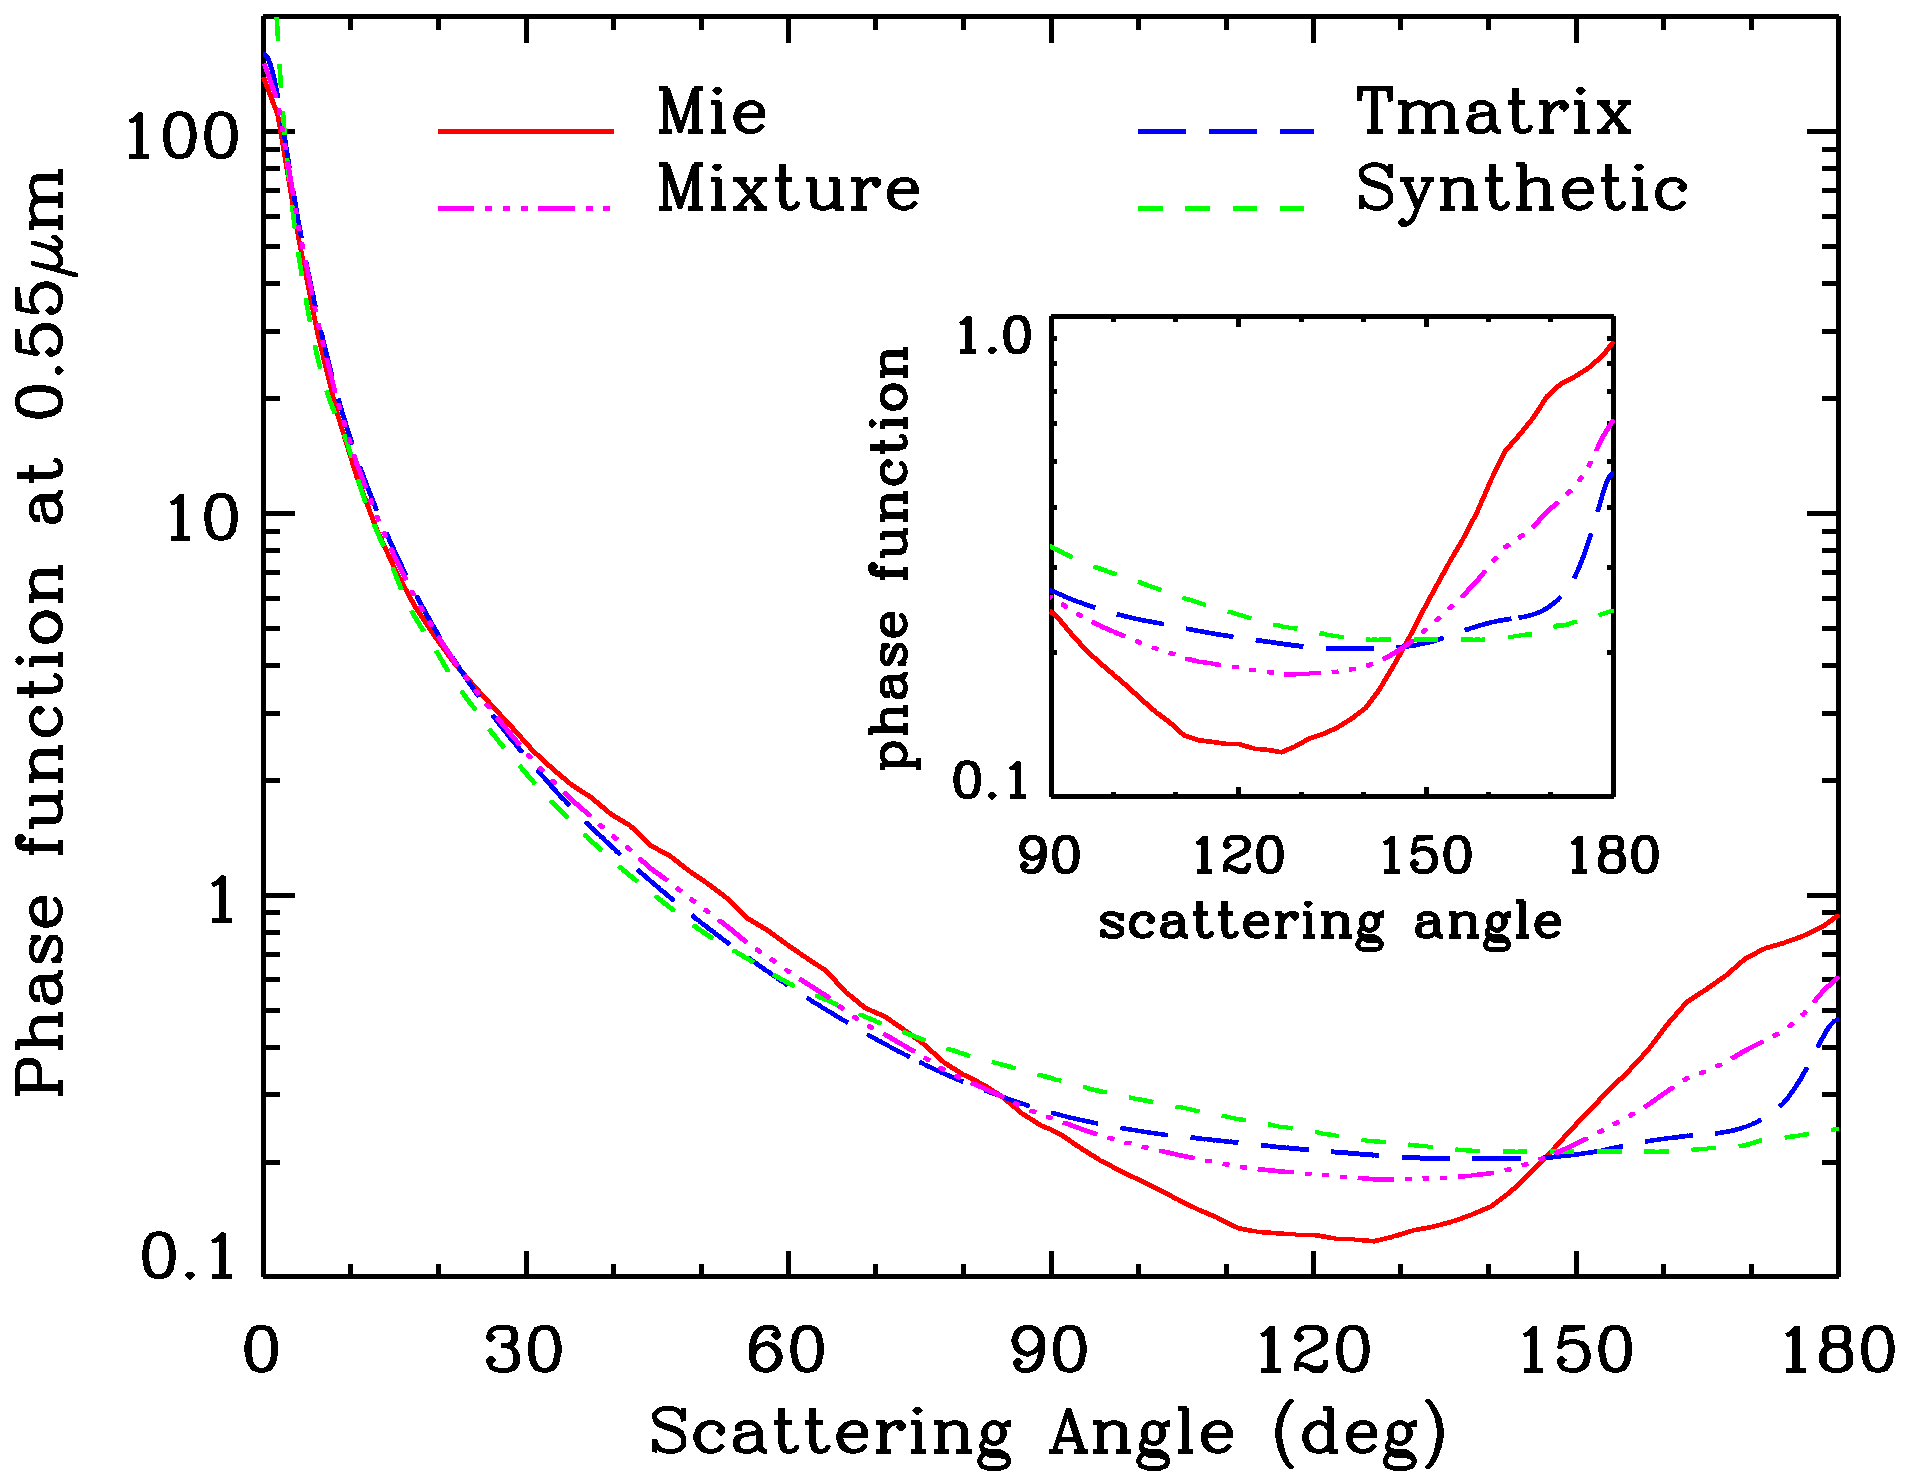 Phase function at 0.55μm
100
10
1
0.1
Mie
Mixture
Tmatrix
Synthetic
phase function
1.0
0.1
90 120 150 180
scattering angle
0 30 60 90 120 150 180
Scattering Angle (deg)